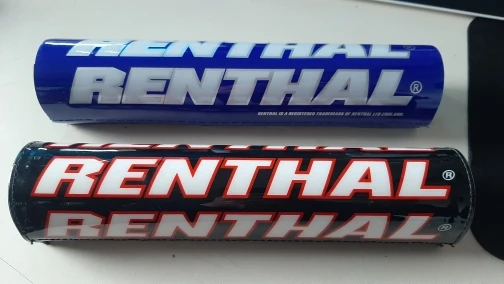 RENTHAL
RENTHAL®
RENTHAL IS A REGISTERED TRADEMARK OF RENTHAL LTD.ENGLAND.
RENTHAL®
RENTHAL